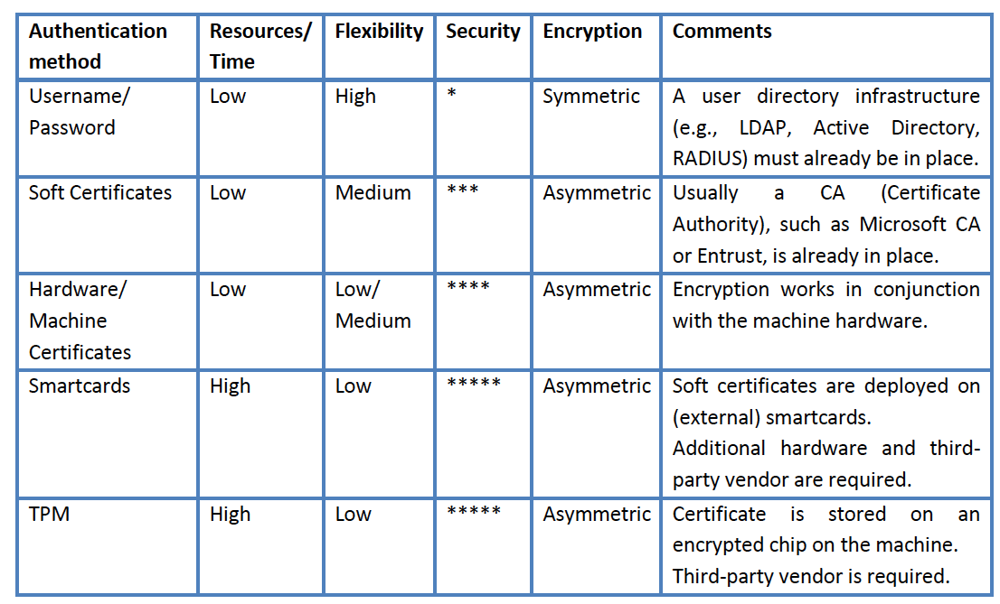 Authentication method Resources/ Time Flexibility Security Encryption Comments
Username/ Password Low High * Symmetric A user directory infrastructure
(e.g., LDAP, Active Directory,
RADIUS) must already be in place.
Soft Certificates Low Medium *** Asymmetric Usually a CA (Certificate
Authority), such as Microsoft CA
or Entrust, is already in place.
Hardware/ Machine Certificates Low Low/ Medium **** Asymmetric Encryption works in conjunction
with the machine hardware.
Smartcards High Low ***** Asymmetric Soft certificates are deployed on
(external) smartcards.
Additional hardware and third-
party vendor are required.
TPM High Low ***** Asymmetric Certificate is stored on an
encrypted chip on the machine.
Third-party vendor is required.